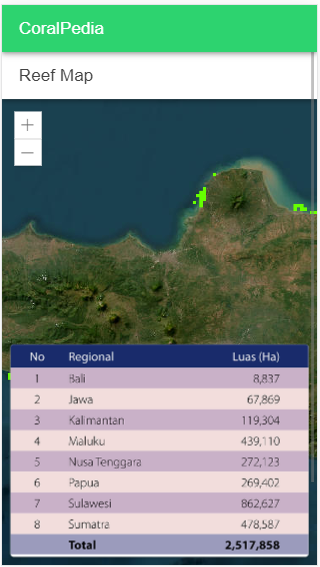 CoralPedia
Reef Map
+
−
No Regional Luas (Ha)
1 Bali 8,837
2 Jawa 67,869
3 Kalimantan 119,304
4 Maluku 439,110
5 Nusa Tenggara 272,123
6 Papua 269,402
7 Sulawesi 862,627
8 Sumatra 478,587
Total 2,517,858